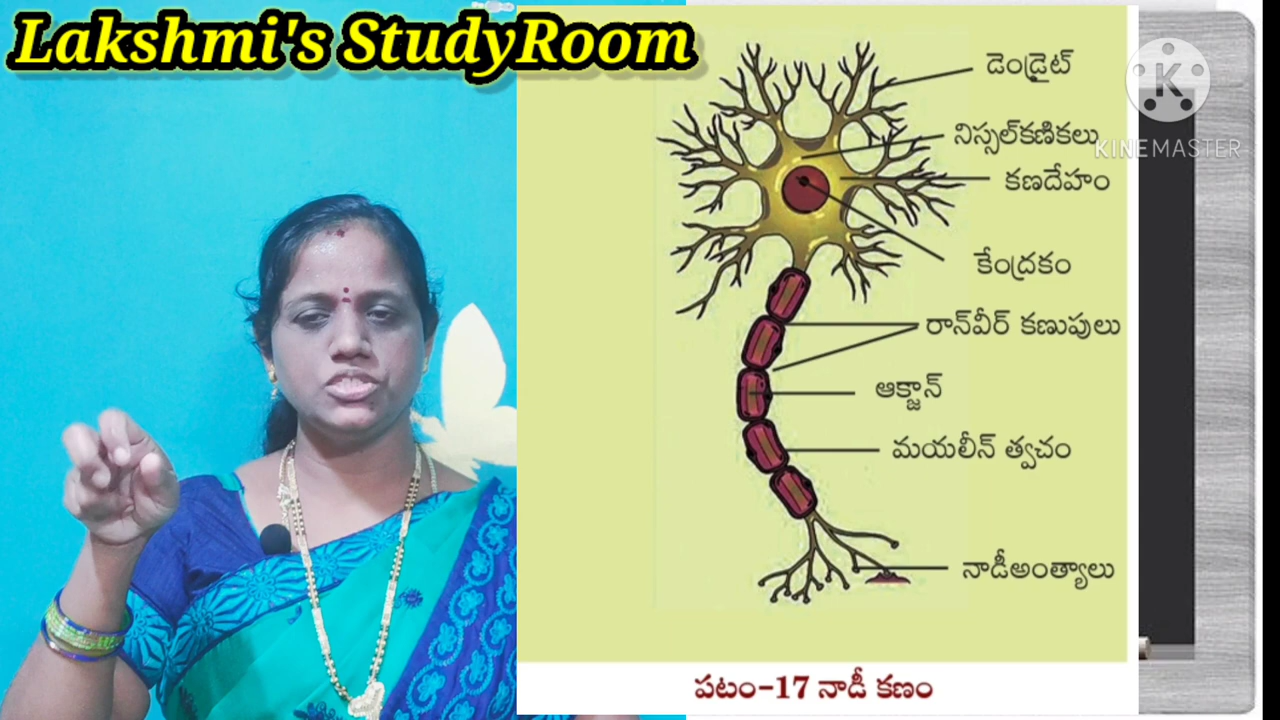 Lakshmi's StudyRoom
డెండ్రైట్
K
నిస్సల్‌కణికలు
KINEMASTER
కణదేహం
కేంద్రకం
రాన్‌వీర్ కణుపులు
ఆక్జాన్
మయలీన్ త్వచం
నాడీఅంత్యాలు
పటం-17 నాడీ కణం